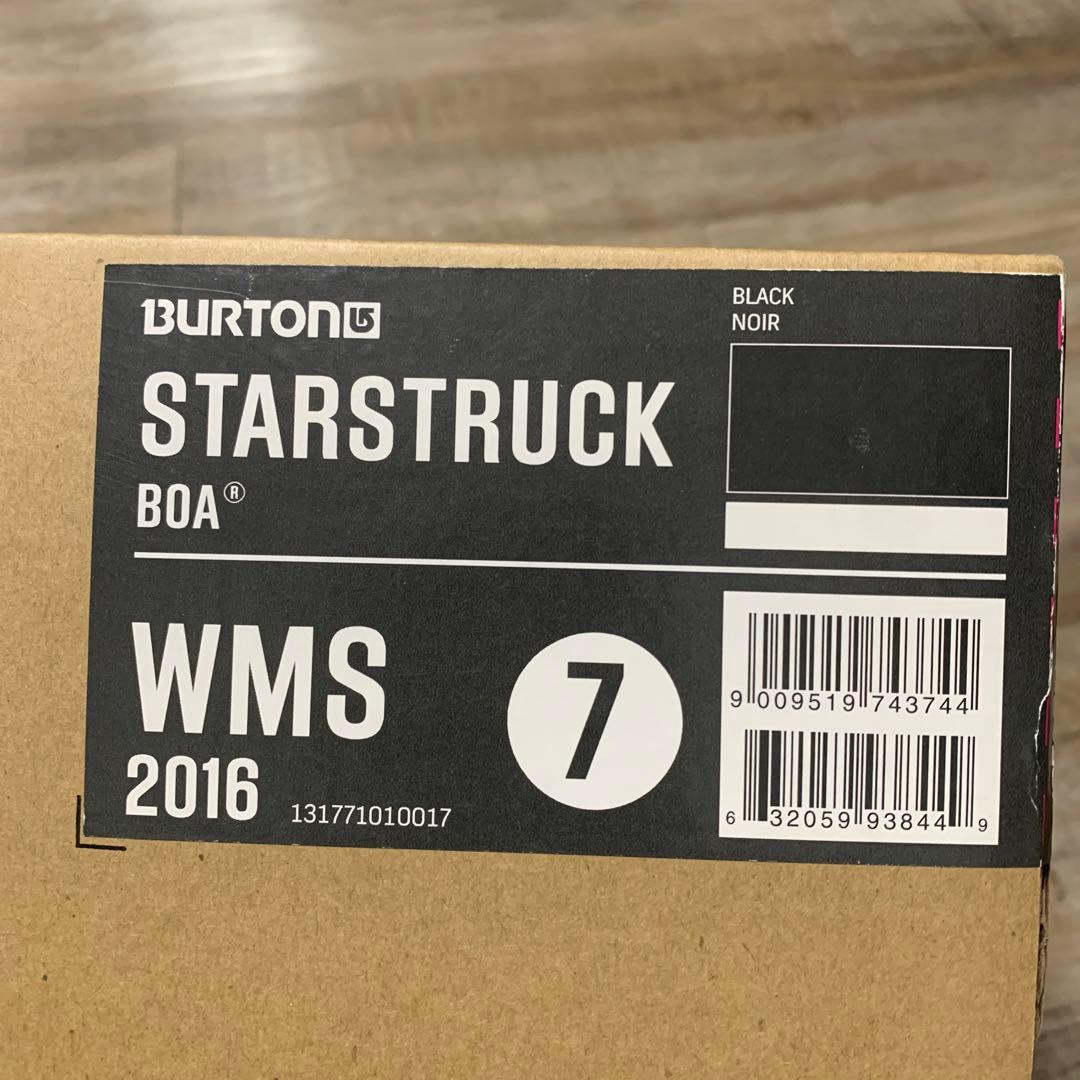 BURTON
STARSTRUCK
BOA®
BLACK
NOIR
WMS
2016 131771010017
7
9 009519 743744
6 32059 93844 9